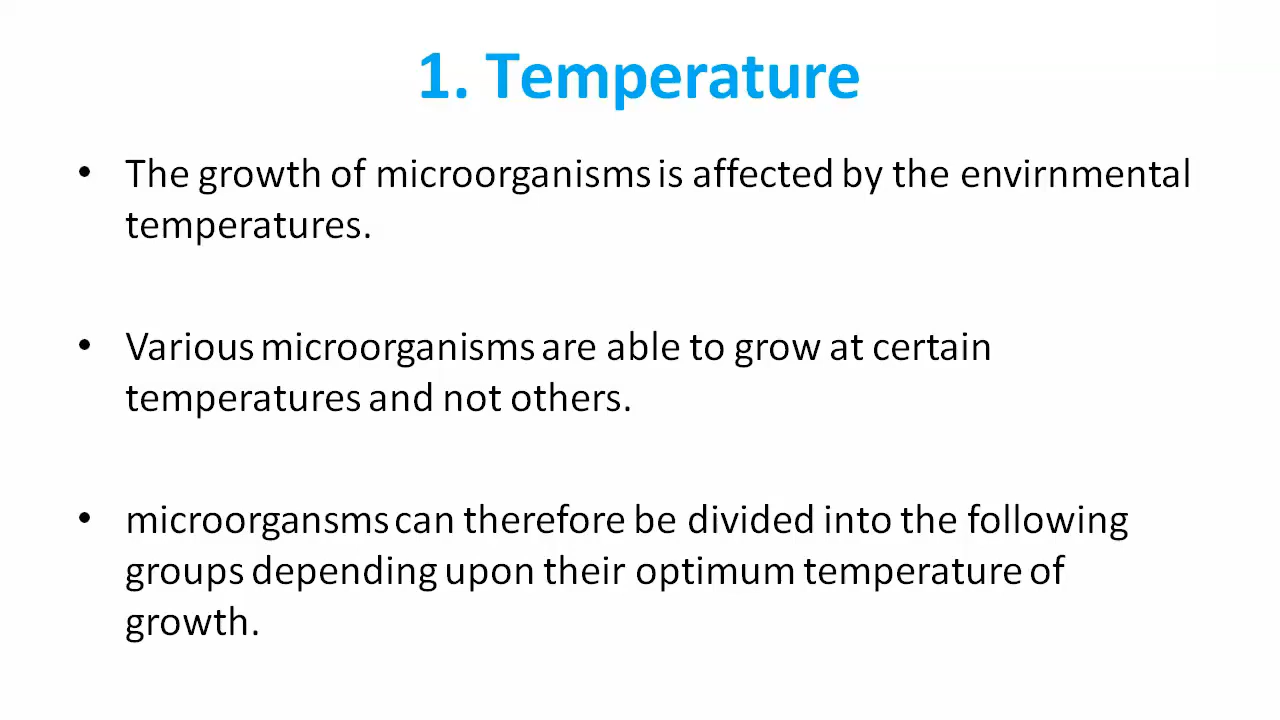 1. Temperature
• The growth of microorganisms is affected by the envirnmental
temperatures.
• Various microorganisms are able to grow at certain
temperatures and not others.
• microorgansms can therefore be divided into the following
groups depending upon their optimum temperature of
growth.